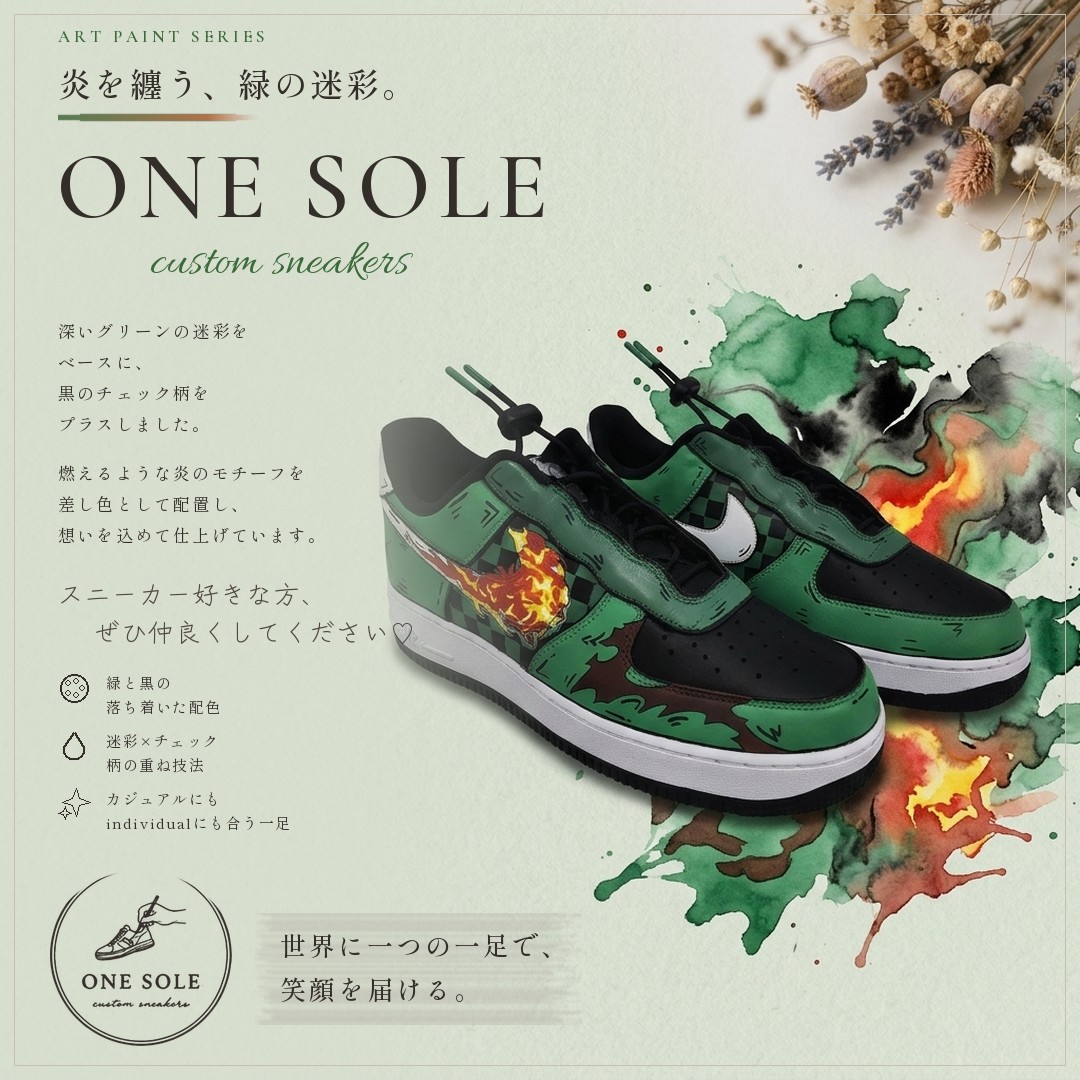 ART PAINT SERIES
炎を纏う、緑の迷彩。
ONE SOLE
custom sneakers
深いグリーンの迷彩を
ベースに、
黒のチェック柄を
プラスしました。
燃えるような炎のモチーフを
差し色として配置し、
想いを込めて仕上げています。
スニーカー好きな方、
ぜひ仲良くしてください♡
緑と黒の
落ち着いた配色
迷彩×チェック
柄の重ね技法
カジュアルにも
individualにも合う一足
ONE SOLE
custom sneakers
世界に一つの一足で、
笑顔を届ける。